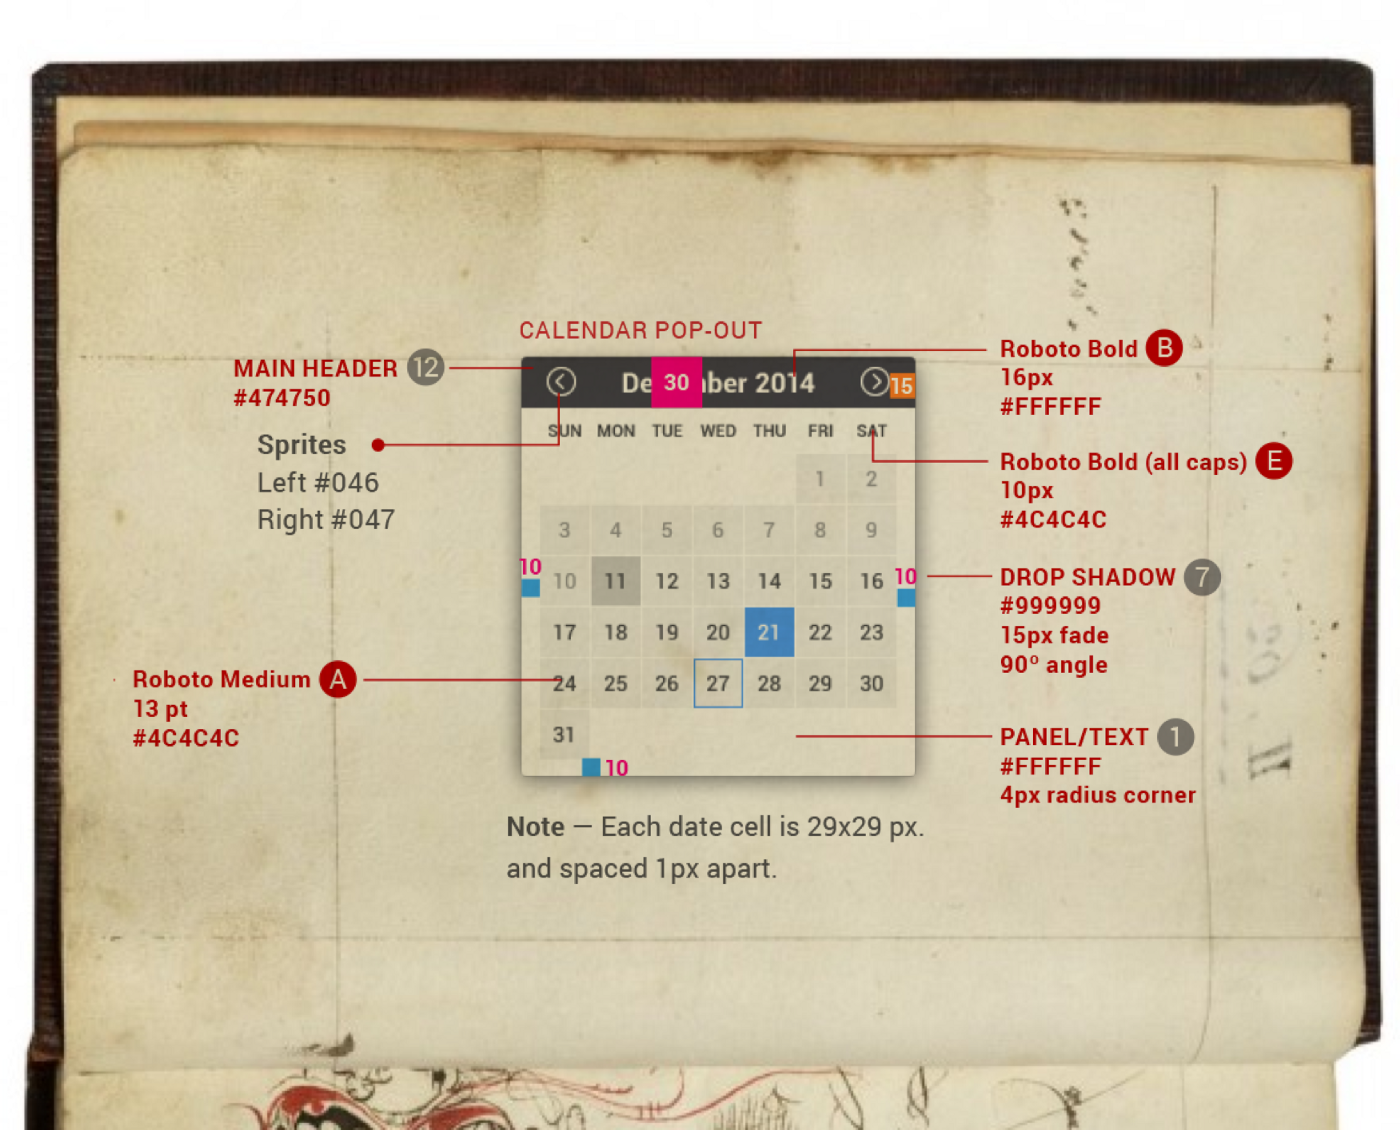 CALENDAR POP-OUT
MAIN HEADER 12
#474750
Sprites
Left #046
Right #047
Roboto Medium A
13 pt
#4C4C4C
30 ber 2014
15
SUN MON TUE WED THU FRI SAT
1 2
3 4 5 6 7 8 9
10 11 12 13 14 15 16
17 18 19 20 21 22 23
24 25 26 27 28 29 30
31
10
10
10
Roboto Bold B
16px
#FFFFFF
Roboto Bold (all caps) E
10px
#4C4C4C
DROP SHADOW 7
#999999
15px fade
90º angle
PANEL/TEXT 1
#FFFFFF
4px radius corner
Note — Each date cell is 29x29 px.
and spaced 1px apart.